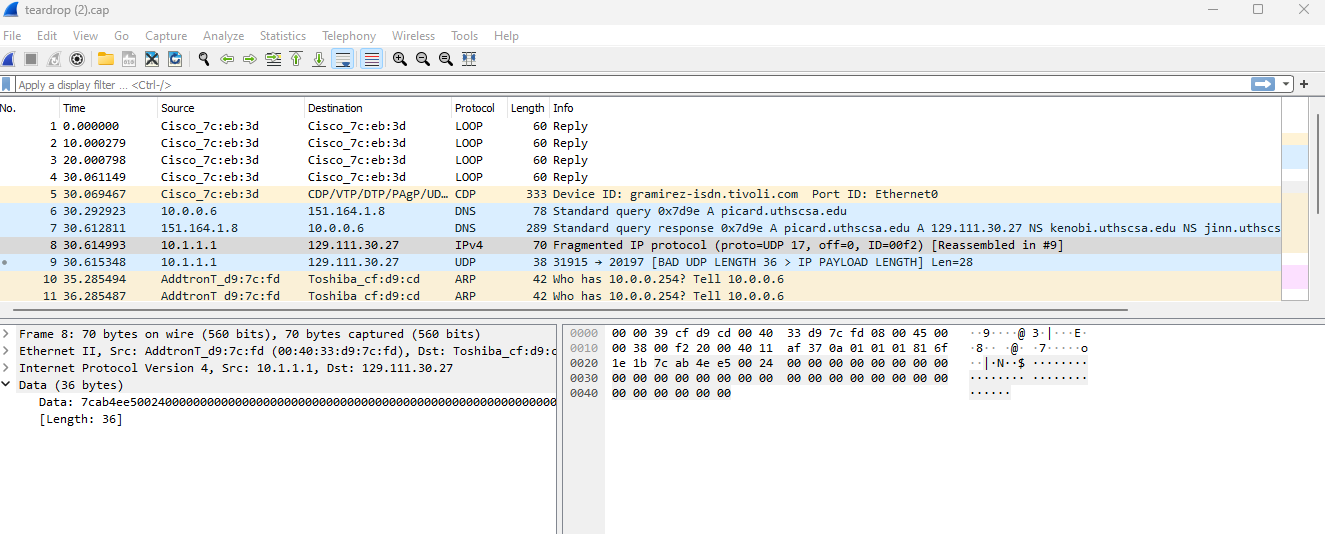 teardrop (2).cap
File Edit View Go Capture Analyze Statistics Telephony Wireless Tools Help
Apply a display filter ... <Ctrl-/>
No. Time Source Destination Protocol Length Info
1 0.000000 Cisco_7c:eb:3d Cisco_7c:eb:3d LOOP 60 Reply
2 10.000279 Cisco_7c:eb:3d Cisco_7c:eb:3d LOOP 60 Reply
3 20.000798 Cisco_7c:eb:3d Cisco_7c:eb:3d LOOP 60 Reply
4 30.061149 Cisco_7c:eb:3d Cisco_7c:eb:3d LOOP 60 Reply
5 30.069467 Cisco_7c:eb:3d CDP/VTP/DTP/PAgP/UD... CDP 333 Device ID: gramirez-isdn.tivoli.com Port ID: Ethernet0
6 30.292923 10.0.0.6 151.164.1.8 DNS 78 Standard query 0x7d9e A picard.uthscsa.edu
7 30.612811 151.164.1.8 10.0.0.6 DNS 289 Standard query response 0x7d9e A picard.uthscsa.edu A 129.111.30.27 NS kenobi.uthscsa.edu NS jinn.uthscs
8 30.614993 10.1.1.1 129.111.30.27 IPv4 70 Fragmented IP protocol (proto=UDP 17, off=0, ID=00f2) [Reassembled in #9]
9 30.615348 10.1.1.1 129.111.30.27 UDP 38 31915 → 20197 [BAD UDP LENGTH 36 > IP PAYLOAD LENGTH] Len=28
10 35.285494 AddtronT_d9:7c:fd Toshiba_cf:d9:cd ARP 42 Who has 10.0.0.254? Tell 10.0.0.6
11 36.285487 AddtronT_d9:7c:fd Toshiba_cf:d9:cd ARP 42 Who has 10.0.0.254? Tell 10.0.0.6
Frame 8: 70 bytes on wire (560 bits), 70 bytes captured (560 bits)
Ethernet II, Src: AddtronT_d9:7c:fd (00:40:33:d9:7c:fd), Dst: Toshiba_cf:d9:c
Internet Protocol Version 4, Src: 10.1.1.1, Dst: 129.111.30.27
Data (36 bytes)
Data: 7cab4ee5002400000000000000000000000000000000000000000000000000000000000000
[Length: 36]
0000 00 00 39 cf d9 cd 00 40 33 d9 7c fd 08 00 45 00 ··9····@ 3·|···E·
0010 00 38 00 f2 20 00 40 11 af 37 0a 01 01 01 81 6f ·8·· ·@· ·7·····o
0020 1e 1b 7c ab 4e e5 00 24 00 00 00 00 00 00 00 00 ··|·N··$ ········
0030 00 00 00 00 00 00 00 00 00 00 00 00 00 00 00 00 ········ ········
0040 00 00 00 00 00 00 ······